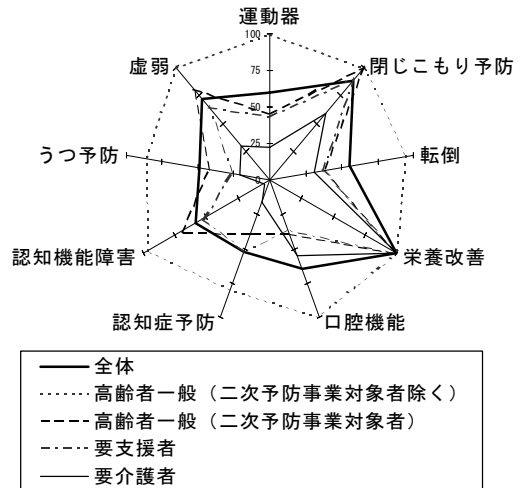 運動器
100
75
50
25
0
閉じこもり予防
転倒
栄養改善
口腔機能
認知症予防
認知機能障害
うつ予防
虚弱
全体
高齢者一般（二次予防事業対象者除く）
高齢者一般（二次予防事業対象者）
要支援者
要介護者